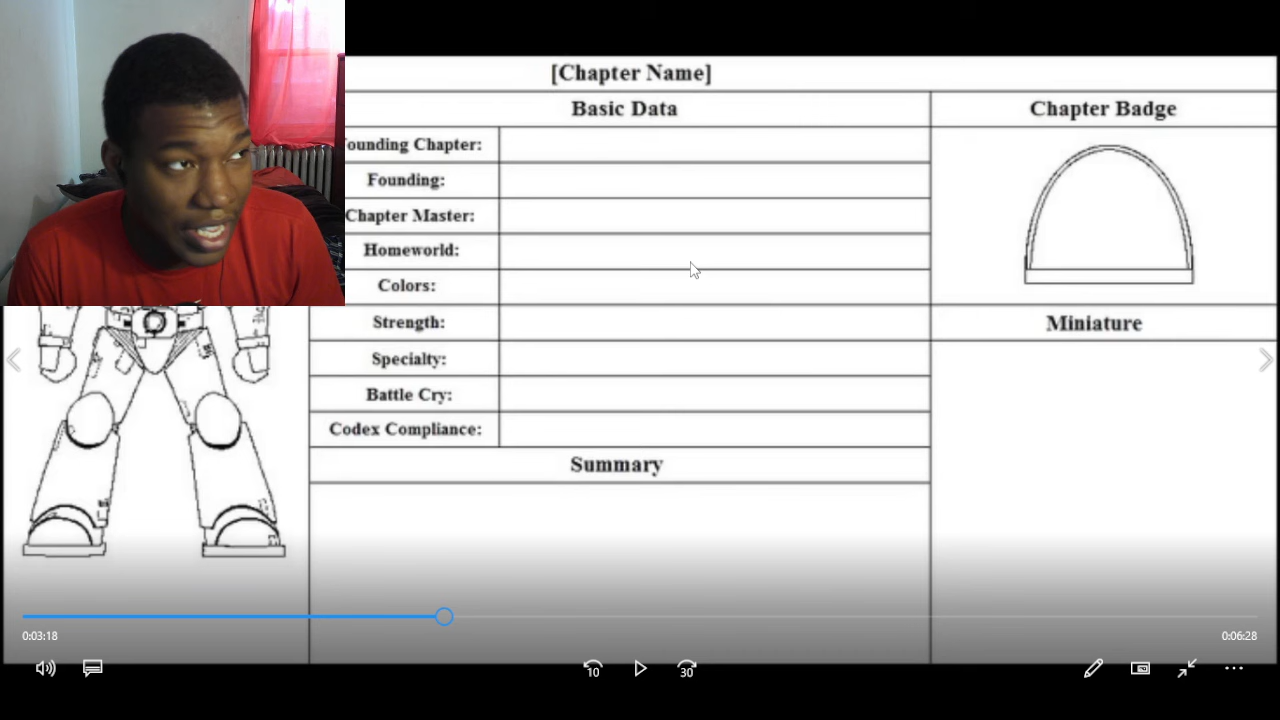 [Chapter Name]
Basic Data
Chapter Badge
ounding Chapter:
Founding:
Chapter Master:
Homeworld:
Colors:
Strength:
Miniature
Specialty:
Battle Cry:
Codex Compliance:
Summary
0:03:18
0:06:28
10
30